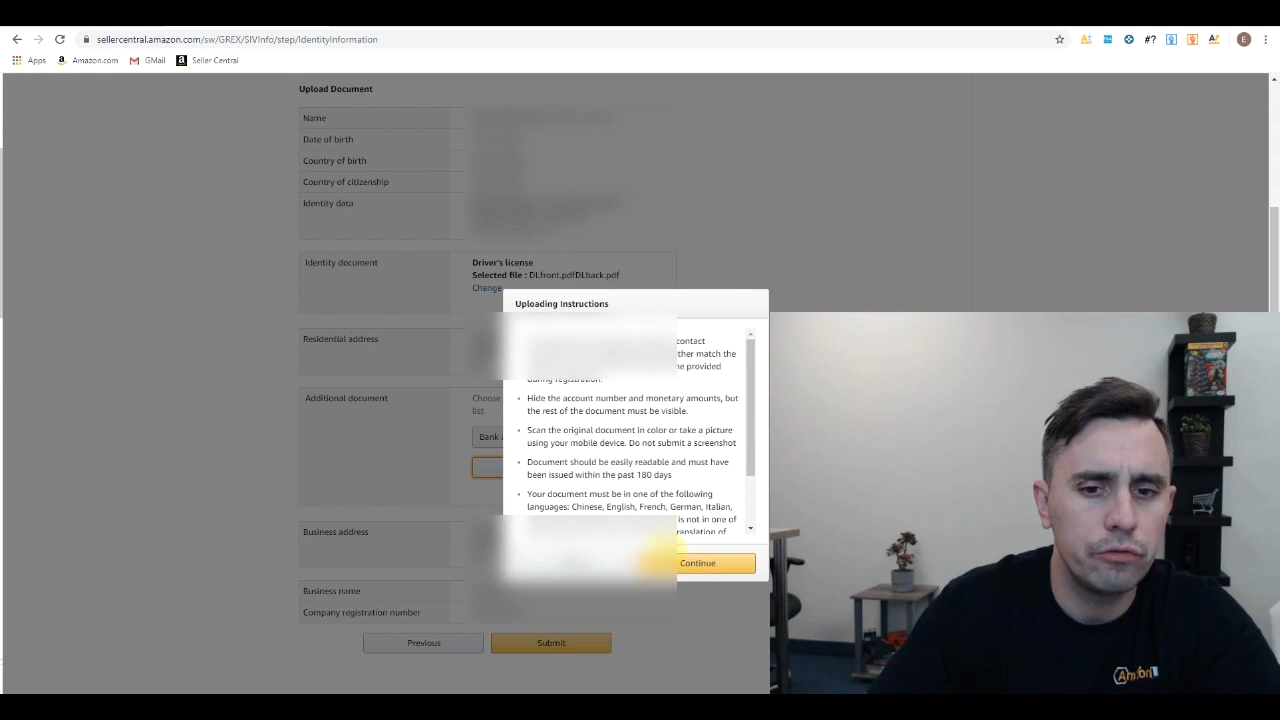 sellercentral.amazon.com/sw/GREX/SIVInfo/step/IdentityInformation
#?
E
Apps
Amazon.com
GMail
Seller Central
Upload Document
Name
Date of birth
Country of birth
Country of citizenship
Identity data
Identity document
Driver's license
Selected file : DLfront.pdfDLback.pdf
Change
Uploading Instructions
Residential address
contact
ther match the
ne provided
during registration.
Additional document
Choose
list
Bank
Hide the account number and monetary amounts, but
the rest of the document must be visible.
Scan the original document in color or take a picture
using your mobile device. Do not submit a screenshot
Document should be easily readable and must have
been issued within the past 180 days
Your document must be in one of the following
languages: Chinese, English, French, German, Italian,
is not in one of
translation of
Business address
Continue
Business name
Company registration number
Previous
Submit